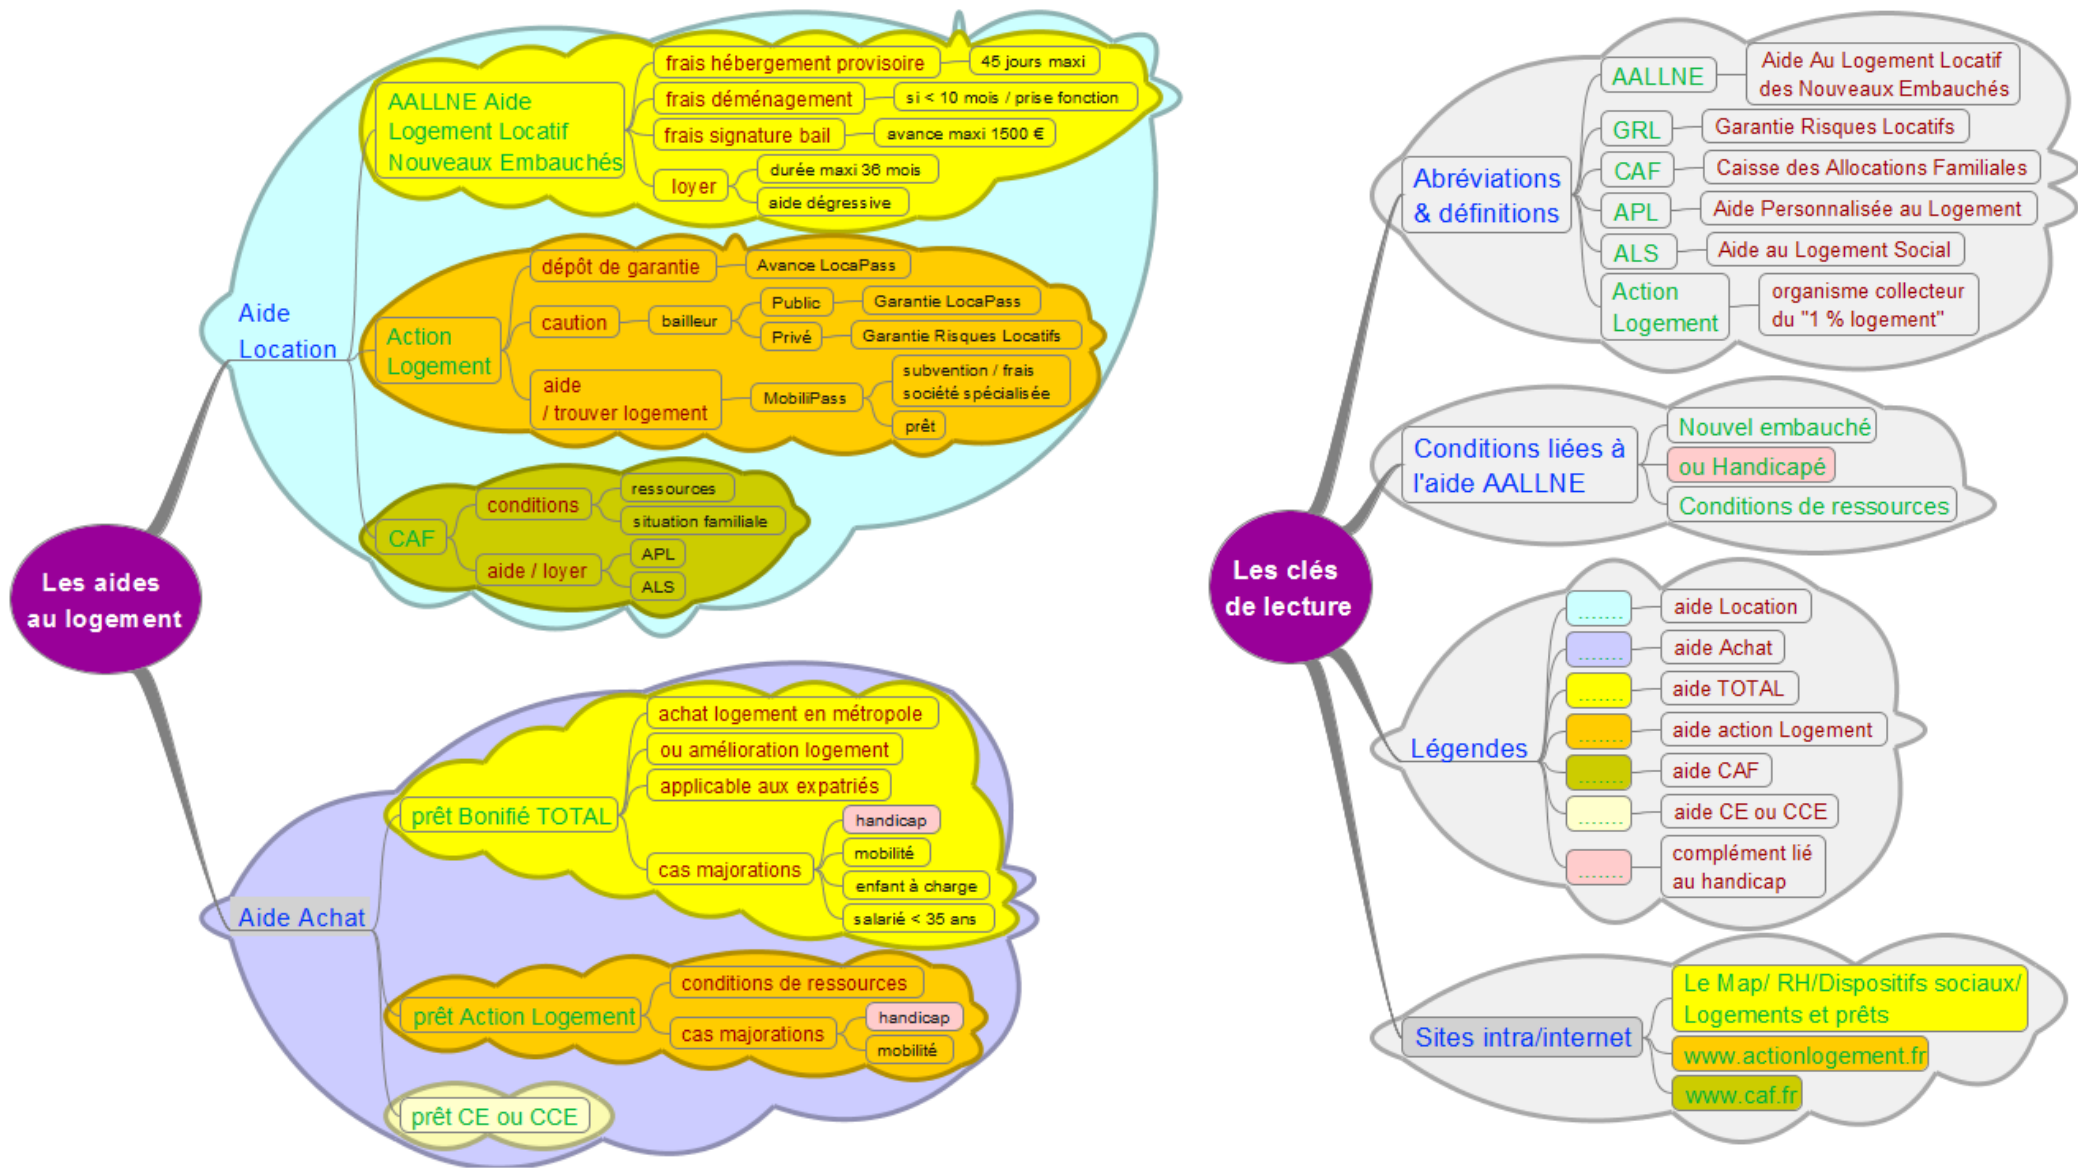 Les aides
au logement
Aide
Location
AALLNE Aide
Logement Locatif
Nouveaux Embauchés
frais hébergement provisoire
45 jours maxi
frais déménagement
si < 10 mois / prise fonction
frais signature bail
avance maxi 1500 €
loyer
durée maxi 36 mois
aide dégressive
Action
Logement
dépôt de garantie
Avance LocaPass
caution
bailleur
Public
Garantie LocaPass
Privé
Garantie Risques Locatifs
aide
/ trouver logement
MobiliPass
subvention / frais
société spécialisée
prêt
CAF
conditions
ressources
situation familiale
aide / loyer
APL
ALS
Aide Achat
prêt Bonifié TOTAL
achat logement en métropole
ou amélioration logement
applicable aux expatriés
cas majorations
handicap
mobilité
enfant à charge
salarié < 35 ans
prêt Action Logement
conditions de ressources
cas majorations
handicap
mobilité
prêt CE ou CCE
Les clés
de lecture
Abréviations
& définitions
AALLNE
Aide Au Logement Locatif
des Nouveaux Embauchés
GRL
Garantie Risques Locatifs
CAF
Caisse des Allocations Familiales
APL
Aide Personnalisée au Logement
ALS
Aide au Logement Social
Action
Logement
organisme collecteur
du "1 % logement"
Conditions liées à
l'aide AALLNE
Nouvel embauché
ou Handicapé
Conditions de ressources
Légendes
....... aide Location
....... aide Achat
....... aide TOTAL
....... aide action Logement
....... aide CAF
....... aide CE ou CCE
....... complément lié
au handicap
Sites intra/internet
Le Map/ RH/Dispositifs sociaux/
Logements et prêts
www.actionlogement.fr
www.caf.fr